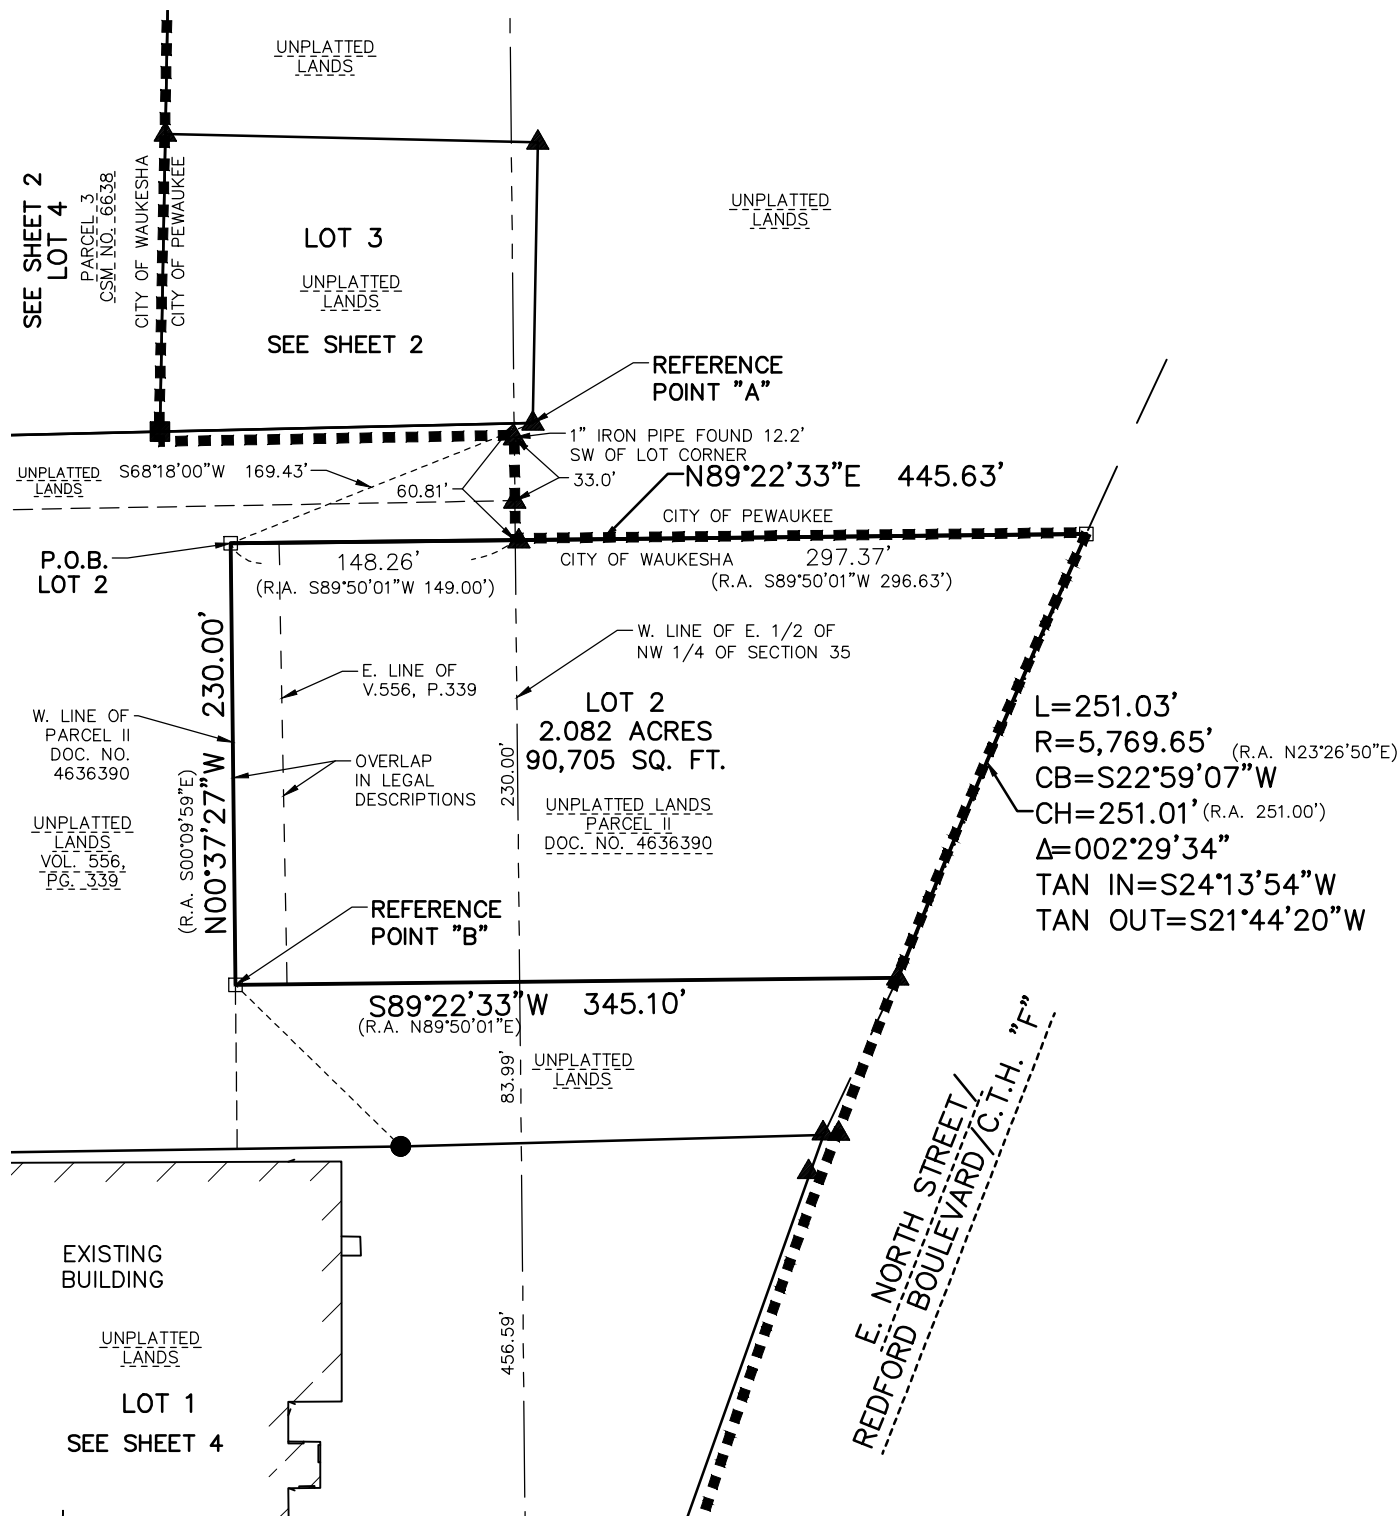 UNPLATTED
LANDS
SEE SHEET 2
LOT 4
PARCEL 3
CSM NO. 6638
CITY OF WAUKESHA
CITY OF PEWAUKEE
LOT 3
UNPLATTED
LANDS
SEE SHEET 2
UNPLATTED
LANDS
REFERENCE
POINT "A"
1" IRON PIPE FOUND 12.2'
SW OF LOT CORNER
UNPLATTED
LANDS
S68°18'00"W 169.43'
60.81'
33.0'
N89°22'33"E 445.63'
CITY OF PEWAUKEE
P.O.B.
LOT 2
148.26'
(R.A. S89°50'01"W 149.00')
CITY OF WAUKESHA
297.37'
(R.A. S89°50'01"W 296.63')
W. LINE OF E. 1/2 OF
NW 1/4 OF SECTION 35
E. LINE OF
V.556, P.339
N00°37'27"W 230.00'
(R.A. S00°09'59"E)
W. LINE OF
PARCEL II
DOC. NO.
4636390
LOT 2
2.082 ACRES
90,705 SQ. FT.
OVERLAP
IN LEGAL
DESCRIPTIONS
230.00'
UNPLATTED LANDS
PARCEL II
DOC. NO. 4636390
UNPLATTED
LANDS
VOL. 556,
PG. 339
L=251.03'
R=5,769.65'
(R.A. N23°26'50"E)
CB=S22°59'07"W
CH=251.01' (R.A. 251.00')
Δ=002°29'34"
TAN IN=S24°13'54"W
TAN OUT=S21°44'20"W
REFERENCE
POINT "B"
S89°22'33"W 345.10'
(R.A. N89°50'01"E)
83.99'
UNPLATTED
LANDS
E. NORTH STREET/
REDFORD BOULEVARD/C.T.H. "F"
EXISTING
BUILDING
UNPLATTED
LANDS
LOT 1
SEE SHEET 4
456.59'